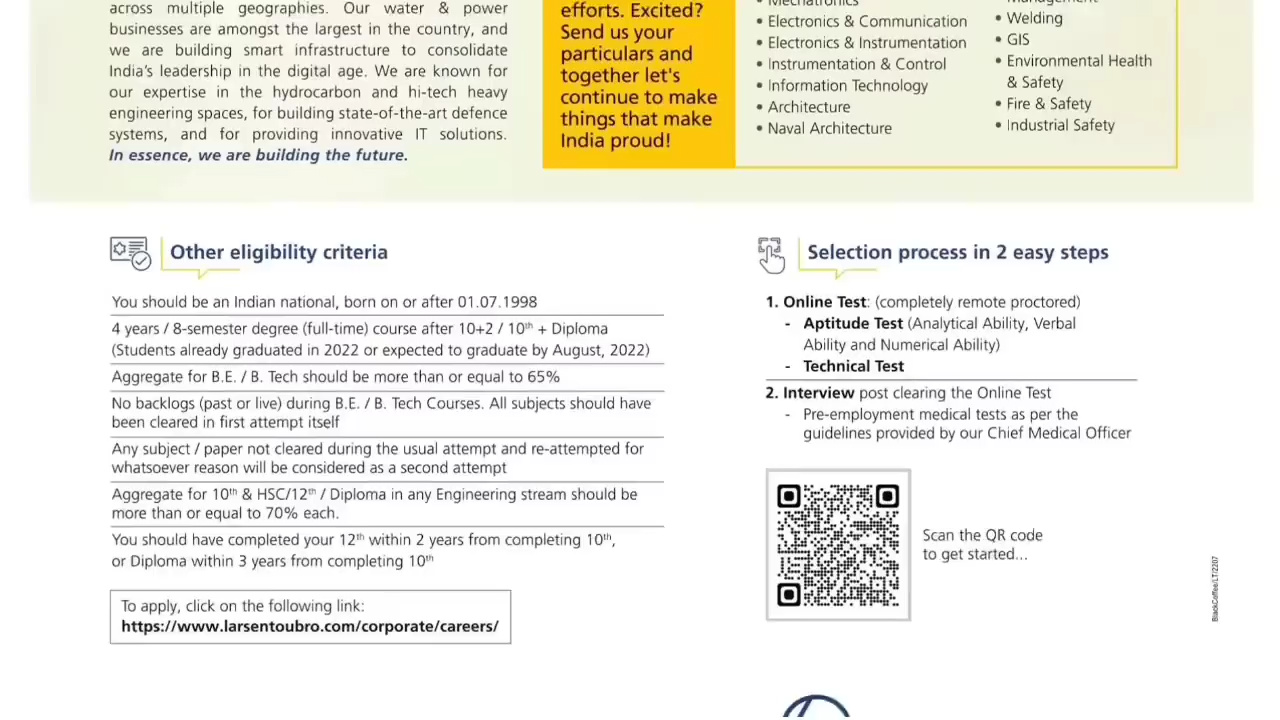 across multiple geographies. Our water & power
businesses are amongst the largest in the country, and
we are building smart infrastructure to consolidate
India's leadership in the digital age. We are known for
our expertise in the hydrocarbon and hi-tech heavy
engineering spaces, for building state-of-the-art defence
systems, and for providing innovative IT solutions.
In essence, we are building the future.
efforts. Excited?
Send us your
particulars and
together let's
continue to make
things that make
India proud!
• Mechatronics
• Electronics & Communication
• Electronics & Instrumentation
• Instrumentation & Control
• Information Technology
• Architecture
• Naval Architecture
Management
• Welding
• GIS
• Environmental Health
& Safety
• Fire & Safety
• Industrial Safety
Other eligibility criteria
You should be an Indian national, born on or after 01.07.1998
4 years / 8-semester degree (full-time) course after 10+2 / 10th + Diploma
(Students already graduated in 2022 or expected to graduate by August, 2022)
Aggregate for B.E. / B. Tech should be more than or equal to 65%
No backlogs (past or live) during B.E. / B. Tech Courses. All subjects should have
been cleared in first attempt itself
Any subject / paper not cleared during the usual attempt and re-attempted for
whatsoever reason will be considered as a second attempt
Aggregate for 10th & HSC/12th / Diploma in any Engineering stream should be
more than or equal to 70% each.
You should have completed your 12th within 2 years from completing 10th,
or Diploma within 3 years from completing 10th
To apply, click on the following link:
https://www.larsentoubro.com/corporate/careers/
Selection process in 2 easy steps
1. Online Test: (completely remote proctored)
- Aptitude Test (Analytical Ability, Verbal
Ability and Numerical Ability)
- Technical Test
2. Interview post clearing the Online Test
- Pre-employment medical tests as per the
guidelines provided by our Chief Medical Officer
Scan the QR code
to get started...
BlackCoffee/LT/2207